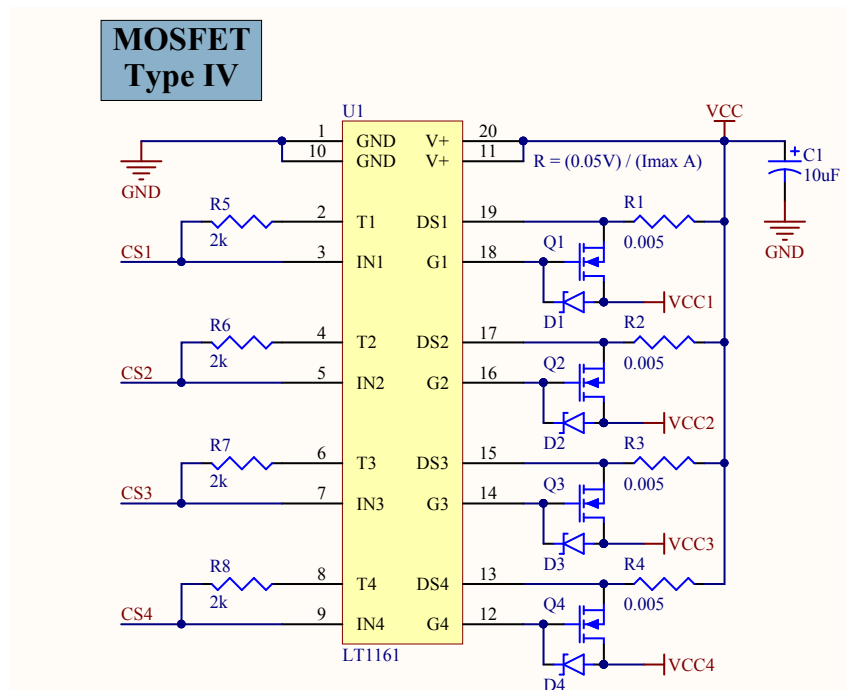 MOSFET
Type IV
U1
VCC
1 GND V+ 20
10 GND V+ 11
R = (0.05V) / (Imax A)
C1
10uF
GND
GND
R5
2k
2 T1 DS1 19
R1
0.005
CS1
3 IN1 G1 18
Q1
D1
VCC1
R6
2k
4 T2 DS2 17
R2
0.005
CS2
5 IN2 G2 16
Q2
D2
VCC2
R7
2k
6 T3 DS3 15
R3
0.005
CS3
7 IN3 G3 14
Q3
D3
VCC3
R8
2k
8 T4 DS4 13
R4
0.005
CS4
9 IN4 G4 12
Q4
D4
VCC4
LT1161